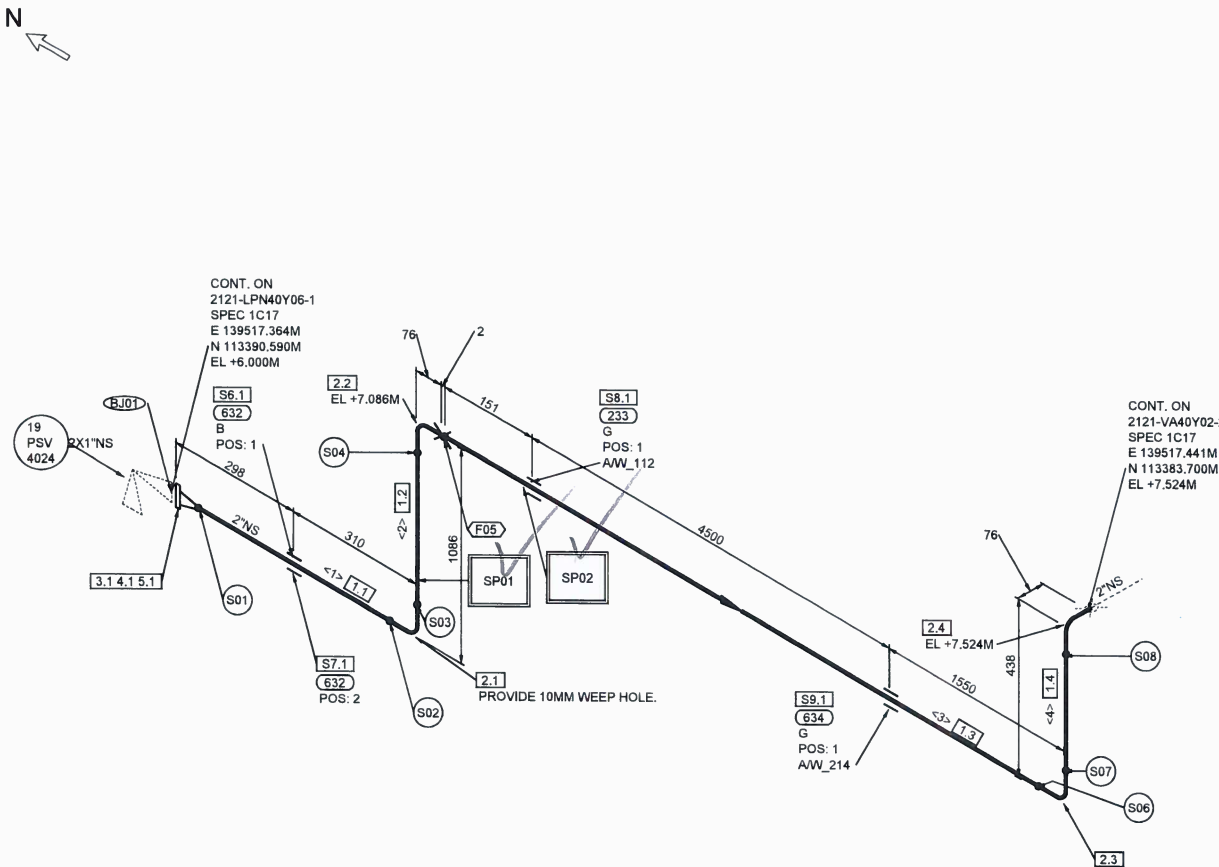 N
CONT. ON
2121-LPN40Y06-1
SPEC 1C17
E 139517.364M
N 113390.590M
EL +6.000M
BJ01
19
PSV
4024
2X1"NS
S6.1
632
B
POS: 1
298
2"NS
310
<1> 1.1
3.1 4.1 5.1
S01
S7.1
632
POS: 2
S02
S03
2.1
PROVIDE 10MM WEEP HOLE.
2.2
EL +7.086M
S04
<2> 1.2
1086
76
2
151
F05
SP01
SP02
S8.1
233
G
POS: 1
A/W_112
4500
S9.1
634
G
POS: 1
A/W_214
1550
<3> 1.3
CONT. ON
2121-VA40Y02-
SPEC 1C17
E 139517.441M
N 113383.700M
EL +7.524M
76
2"NS
2.4
EL +7.524M
438
<4> 1.4
S08
S07
S06
2.3